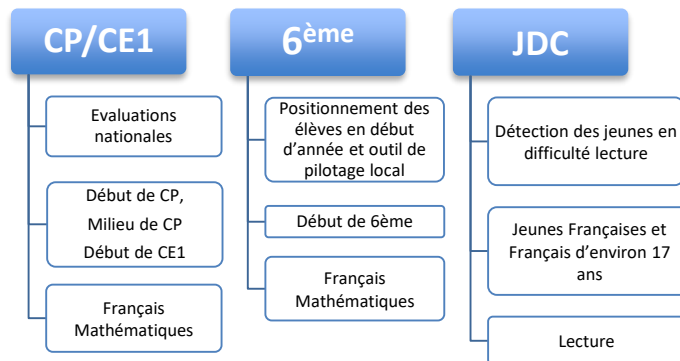 CP/CE1
Evaluations
nationales
Début de CP,
Milieu de CP
Début de CE1
Français
Mathématiques
6ème
Positionnement des
élèves en début
d'année et outil de
pilotage local
Début de 6ème
Français
Mathématiques
JDC
Détection des jeunes en
difficulté lecture
Jeunes Françaises et
Français d'environ 17
ans
Lecture